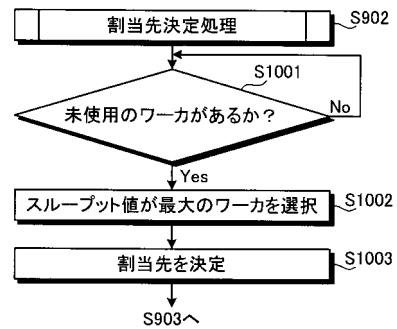 割当先決定処理
S902
S1001
未使用のワーカがあるか？
No
Yes
スループット値が最大のワーカを選択
S1002
割当先を決定
S1003
S903へ